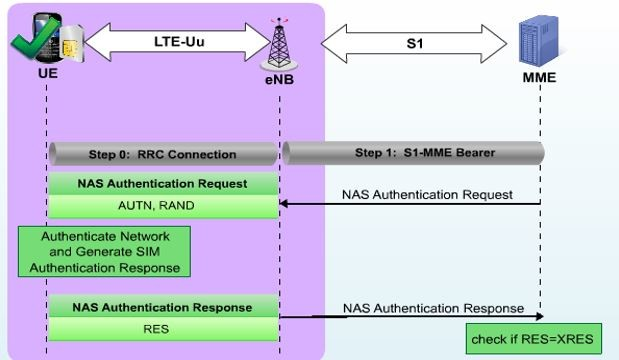 LTE-Uu
S1
UE
eNB
MME
Step 0: RRC Connection
Step 1: S1-MME Bearer
NAS Authentication Request
NAS Authentication Request
AUTN, RAND
Authenticate Network
and Generate SIM
Authentication Response
NAS Authentication Response
NAS Authentication Response
RES
check if RES=XRES